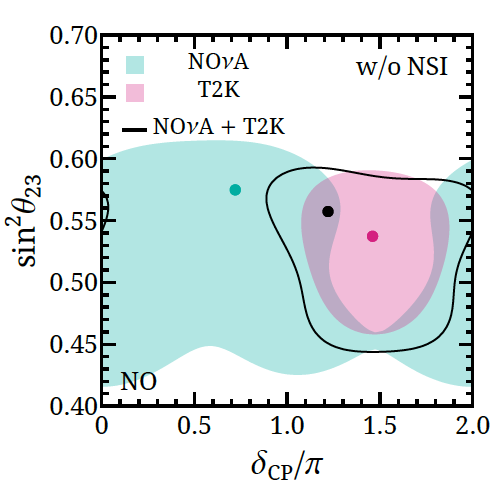 NOνA
T2K
NOνA + T2K
w/o NSI
NO
0.70
0.65
0.60
0.55
0.50
0.45
0.40
sin²θ₂₃
0 0.5 1.0 1.5 2.0
δ_CP/π